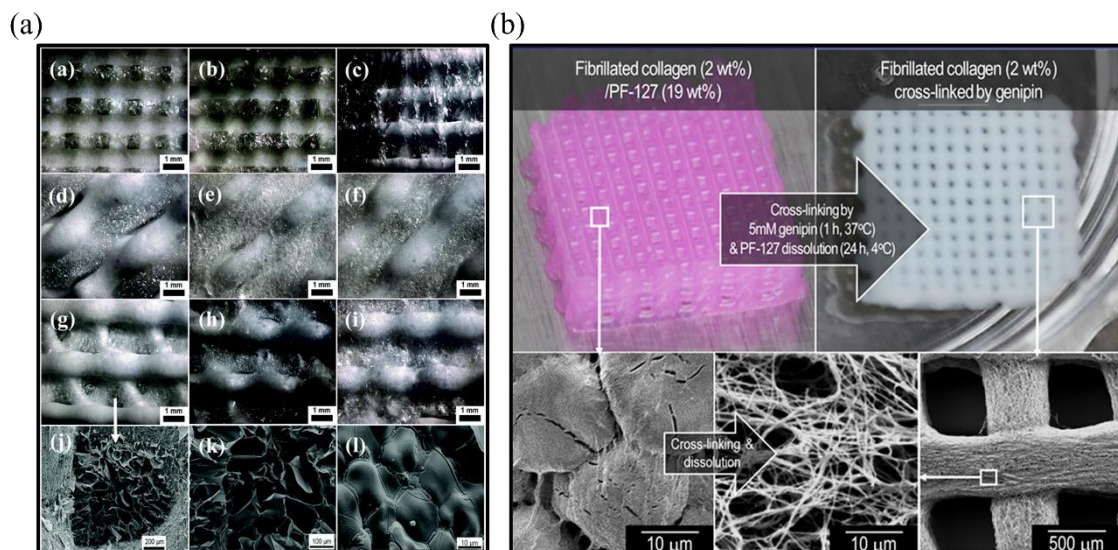 (a)
(a)
(b)
(c)
1 mm
1 mm
1 mm
(d)
(e)
(f)
1 mm
1 mm
1 mm
(g)
(h)
(i)
1 mm
1 mm
1 mm
(j)
(k)
(l)
200 μm
100 μm
10 μm
(b)
Fibrillated collagen (2 wt%)
/PF-127 (19 wt%)
Fibrillated collagen (2 wt%)
cross-linked by genipin
Cross-linking by
5mM genipin (1 h, 37ºC)
& PF-127 dissolution (24 h, 4ºC)
Cross-linking &
dissolution
10 μm
10 μm
500 μm